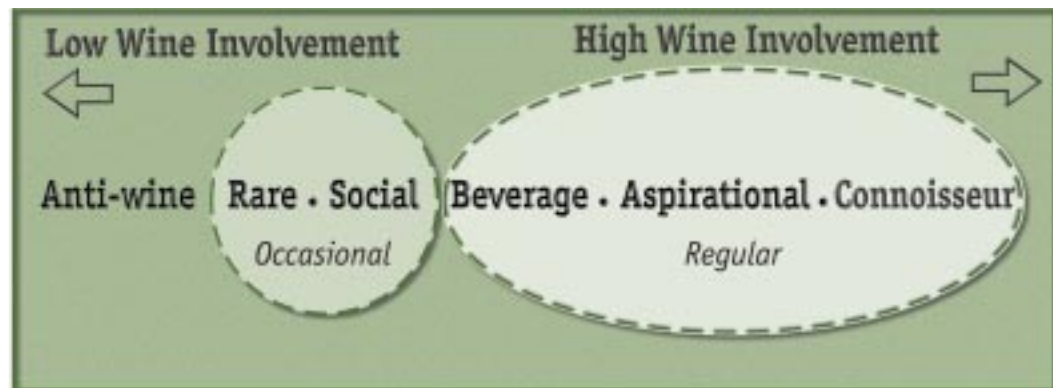 Low Wine Involvement
High Wine Involvement
Anti-wine Rare . Social Beverage . Aspirational . Connoisseur
Occasional Regular